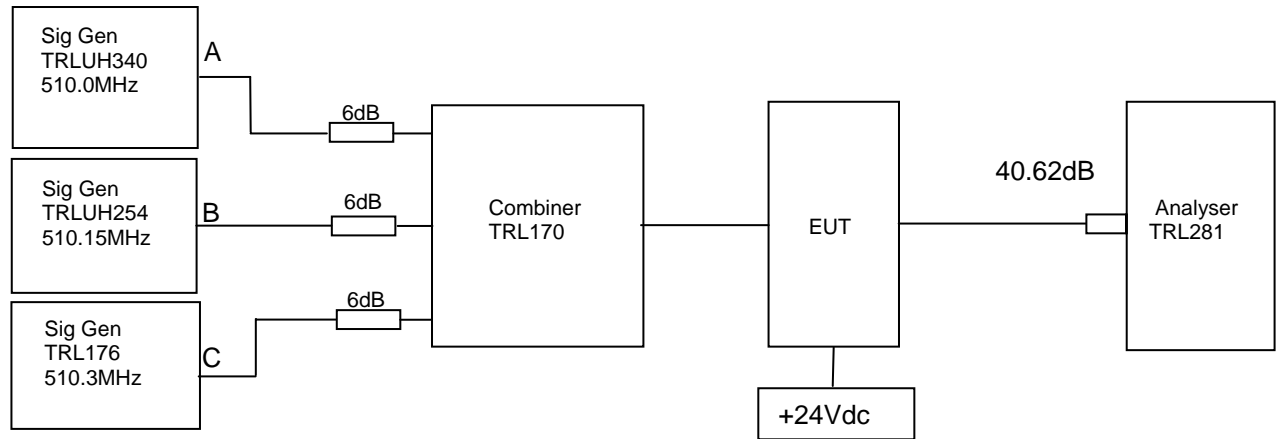 Sig Gen
TRLUH340
510.0MHz
A
6dB
Sig Gen
TRLUH254
510.15MHz
B
6dB
Sig Gen
TRL176
510.3MHz
C
6dB
Combiner
TRL170
EUT
+24Vdc
40.62dB
Analyser
TRL281